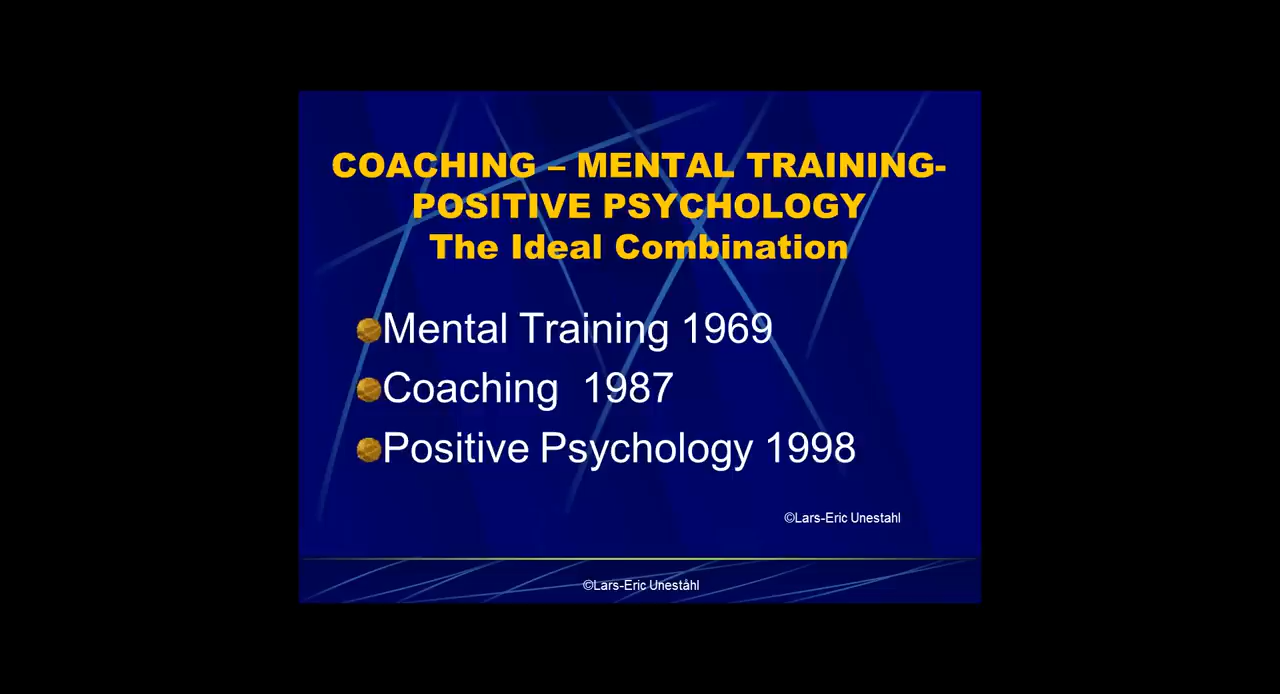 COACHING – MENTAL TRAINING-
POSITIVE PSYCHOLOGY
The Ideal Combination
Mental Training 1969
Coaching  1987
Positive Psychology 1998
©Lars-Eric Unestahl
©Lars-Eric Uneståhl